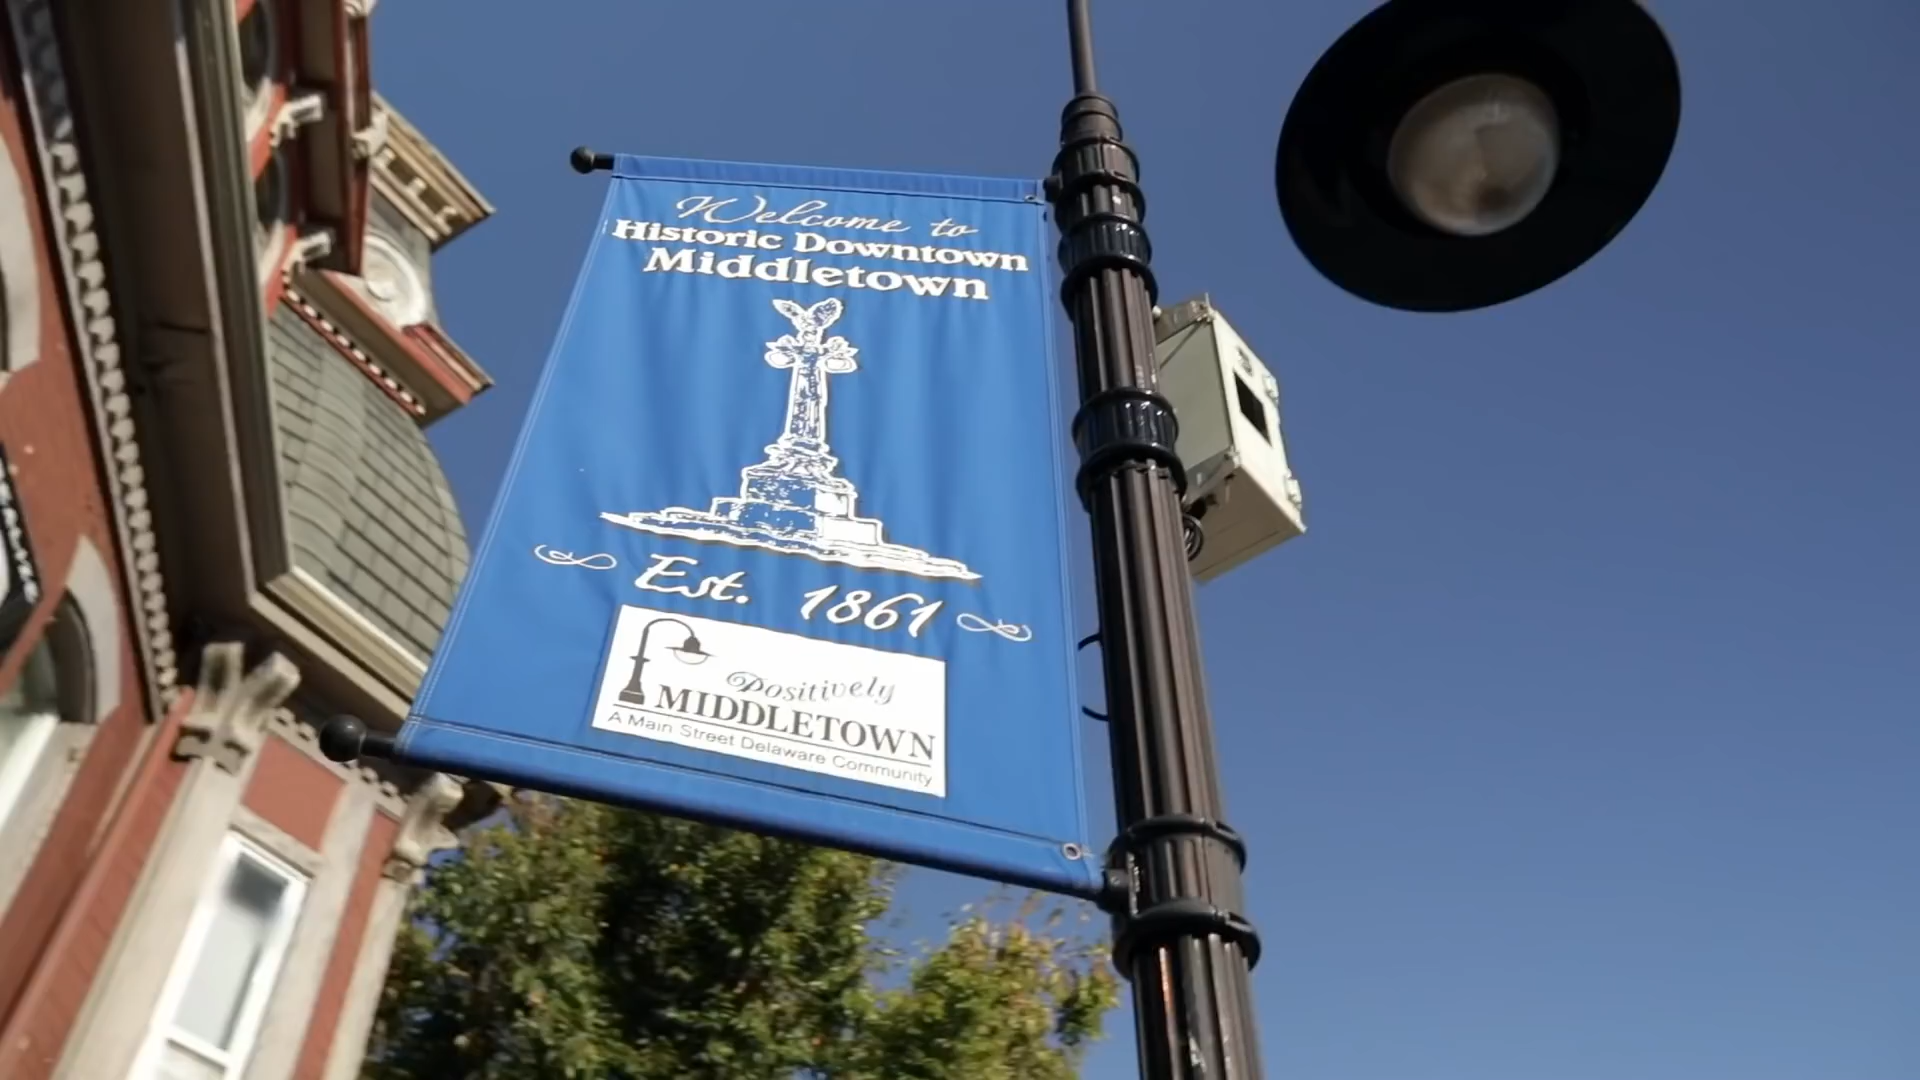 Welcome to
Historic Downtown
Middletown
Est. 1861
Positively
MIDDLETOWN
A Main Street Delaware Community